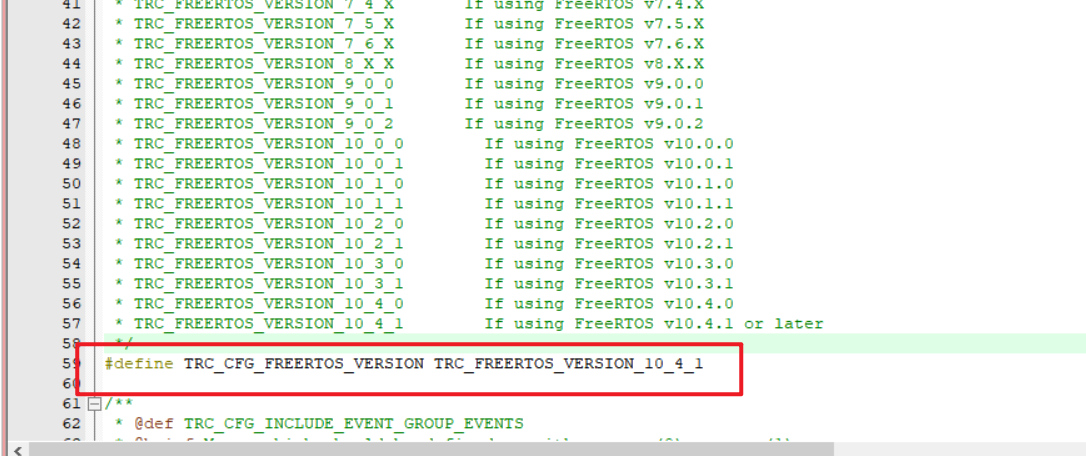 41 * TRC_FREERTOS_VERSION_7_4_X If using FreeRTOS v7.4.X
42 * TRC_FREERTOS_VERSION_7_5_X If using FreeRTOS v7.5.X
43 * TRC_FREERTOS_VERSION_7_6_X If using FreeRTOS v7.6.X
44 * TRC_FREERTOS_VERSION_8_X_X If using FreeRTOS v8.X.X
45 * TRC_FREERTOS_VERSION_9_0_0 If using FreeRTOS v9.0.0
46 * TRC_FREERTOS_VERSION_9_0_1 If using FreeRTOS v9.0.1
47 * TRC_FREERTOS_VERSION_9_0_2 If using FreeRTOS v9.0.2
48 * TRC_FREERTOS_VERSION_10_0_0 If using FreeRTOS v10.0.0
49 * TRC_FREERTOS_VERSION_10_0_1 If using FreeRTOS v10.0.1
50 * TRC_FREERTOS_VERSION_10_1_0 If using FreeRTOS v10.1.0
51 * TRC_FREERTOS_VERSION_10_1_1 If using FreeRTOS v10.1.1
52 * TRC_FREERTOS_VERSION_10_2_0 If using FreeRTOS v10.2.0
53 * TRC_FREERTOS_VERSION_10_2_1 If using FreeRTOS v10.2.1
54 * TRC_FREERTOS_VERSION_10_3_0 If using FreeRTOS v10.3.0
55 * TRC_FREERTOS_VERSION_10_3_1 If using FreeRTOS v10.3.1
56 * TRC_FREERTOS_VERSION_10_4_0 If using FreeRTOS v10.4.0
57 * TRC_FREERTOS_VERSION_10_4_1 If using FreeRTOS v10.4.1 or later
58 */
59 #define TRC_CFG_FREERTOS_VERSION TRC_FREERTOS_VERSION_10_4_1
60
61 /**
62 * @def TRC_CFG_INCLUDE_EVENT_GROUP_EVENTS